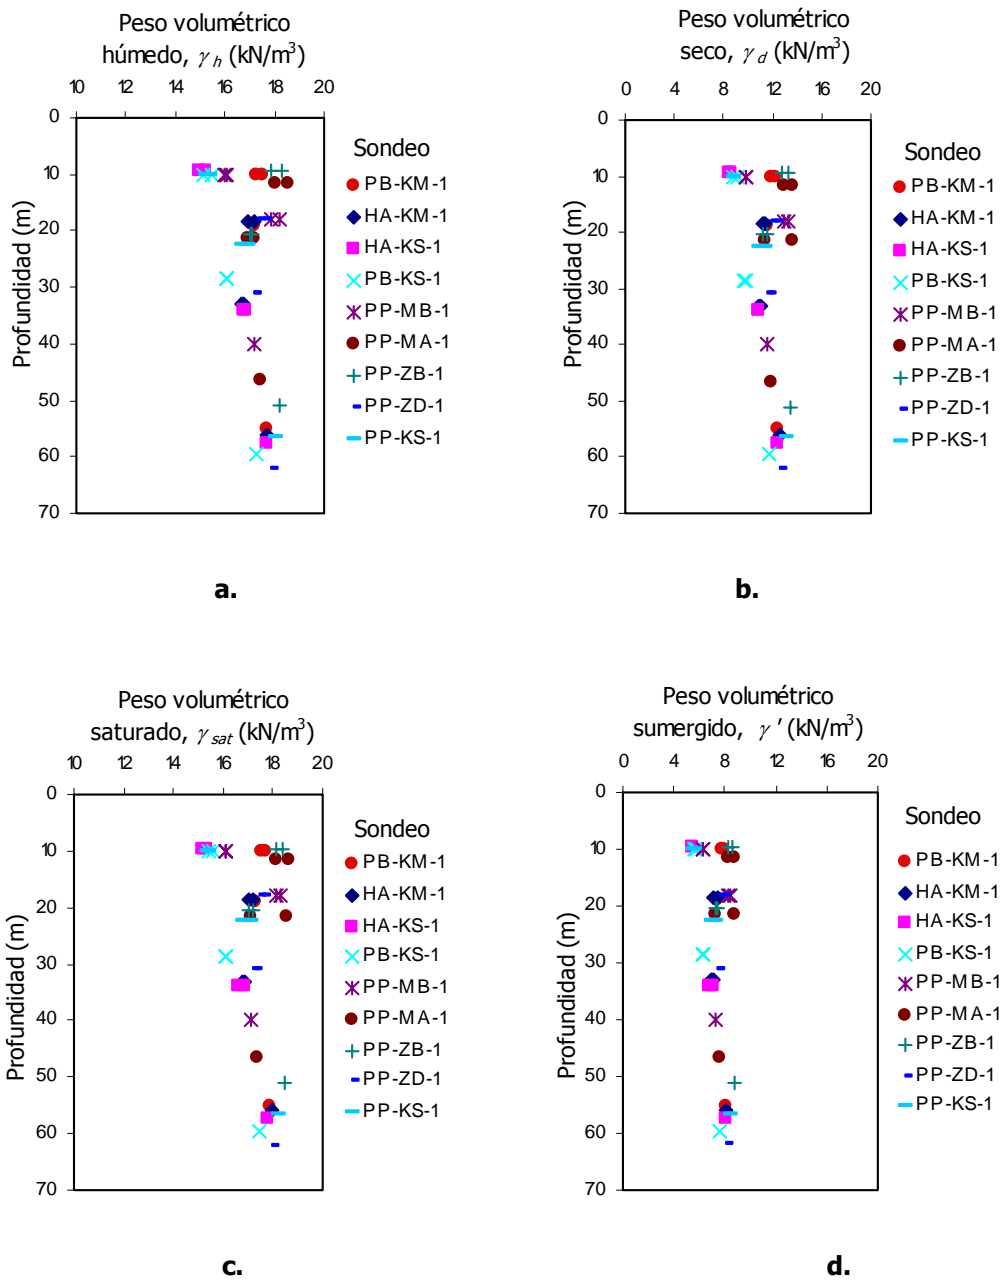 Peso volumétrico
húmedo, γ h (kN/m³)
10 12 14 16 18 20
0
10
20
30
40
50
60
70
Profundidad (m)
Sondeo
PB-KM-1
HA-KM-1
HA-KS-1
PB-KS-1
PP-MB-1
PP-MA-1
PP-ZB-1
PP-ZD-1
PP-KS-1
a.
Peso volumétrico
seco, γ d (kN/m³)
0 4 8 12 16 20
0
10
20
30
40
50
60
70
Profundidad (m)
Sondeo
PB-KM-1
HA-KM-1
HA-KS-1
PB-KS-1
PP-MB-1
PP-MA-1
PP-ZB-1
PP-ZD-1
PP-KS-1
b.
Peso volumétrico
saturado, γ sat (kN/m³)
10 12 14 16 18 20
0
10
20
30
40
50
60
70
Profundidad (m)
Sondeo
PB-KM-1
HA-KM-1
HA-KS-1
PB-KS-1
PP-MB-1
PP-MA-1
PP-ZB-1
PP-ZD-1
PP-KS-1
c.
Peso volumétrico
sumergido, γ ' (kN/m³)
0 4 8 12 16 20
0
10
20
30
40
50
60
70
Profundidad (m)
Sondeo
PB-KM-1
HA-KM-1
HA-KS-1
PB-KS-1
PP-MB-1
PP-MA-1
PP-ZB-1
PP-ZD-1
PP-KS-1
d.